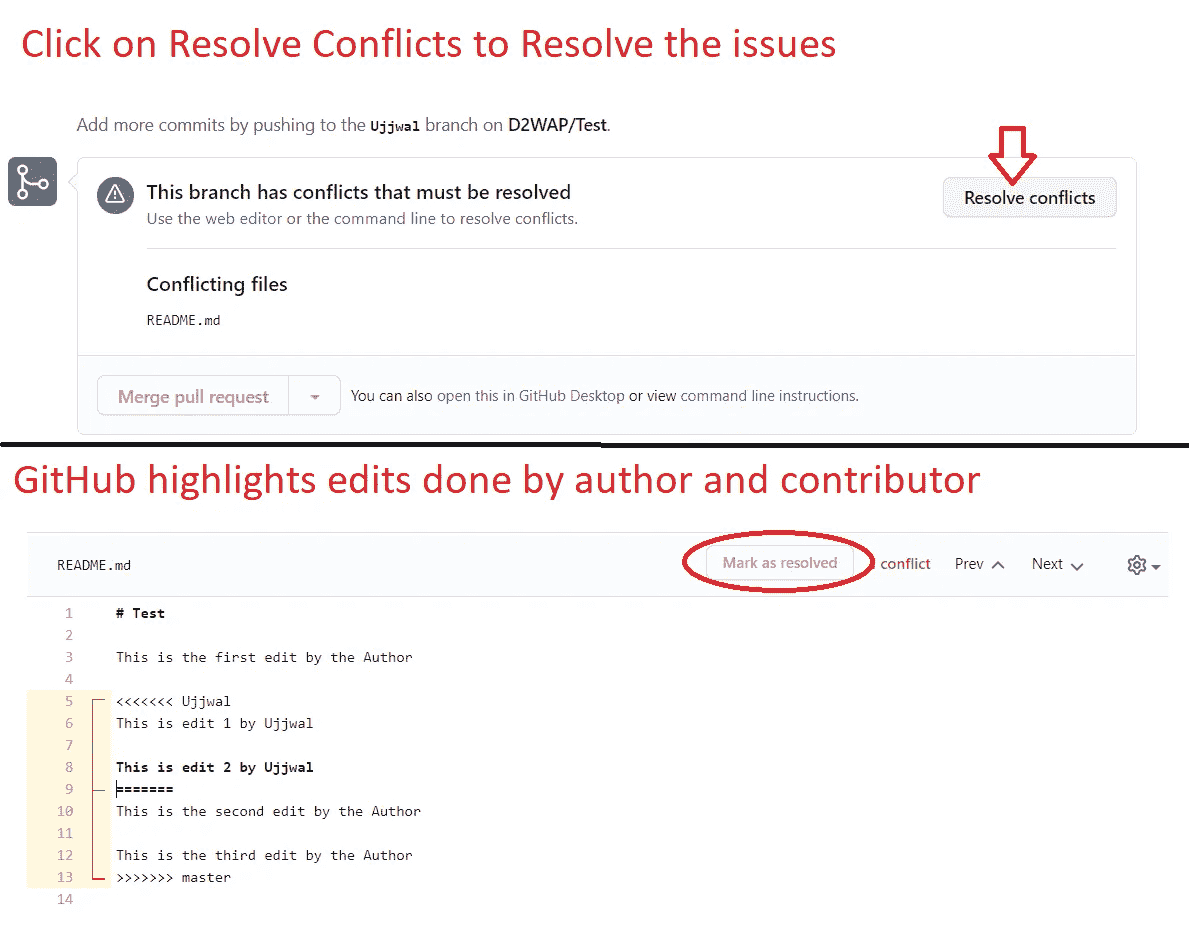 Click on Resolve Conflicts to Resolve the issues
Add more commits by pushing to the Ujjwal branch on D2WAP/Test.
This branch has conflicts that must be resolved
Resolve conflicts
Use the web editor or the command line to resolve conflicts.
Conflicting files
README.md
Merge pull request
You can also open this in GitHub Desktop or view command line instructions.
GitHub highlights edits done by author and contributor
README.md
Mark as resolved
conflict
Prev
Next
1 # Test
2
3 This is the first edit by the Author
4
5 <<<<<<< Ujjwal
6 This is edit 1 by Ujjwal
7
8 This is edit 2 by Ujjwal
9 =======
10 This is the second edit by the Author
11
12 This is the third edit by the Author
13 >>>>>>> master
14